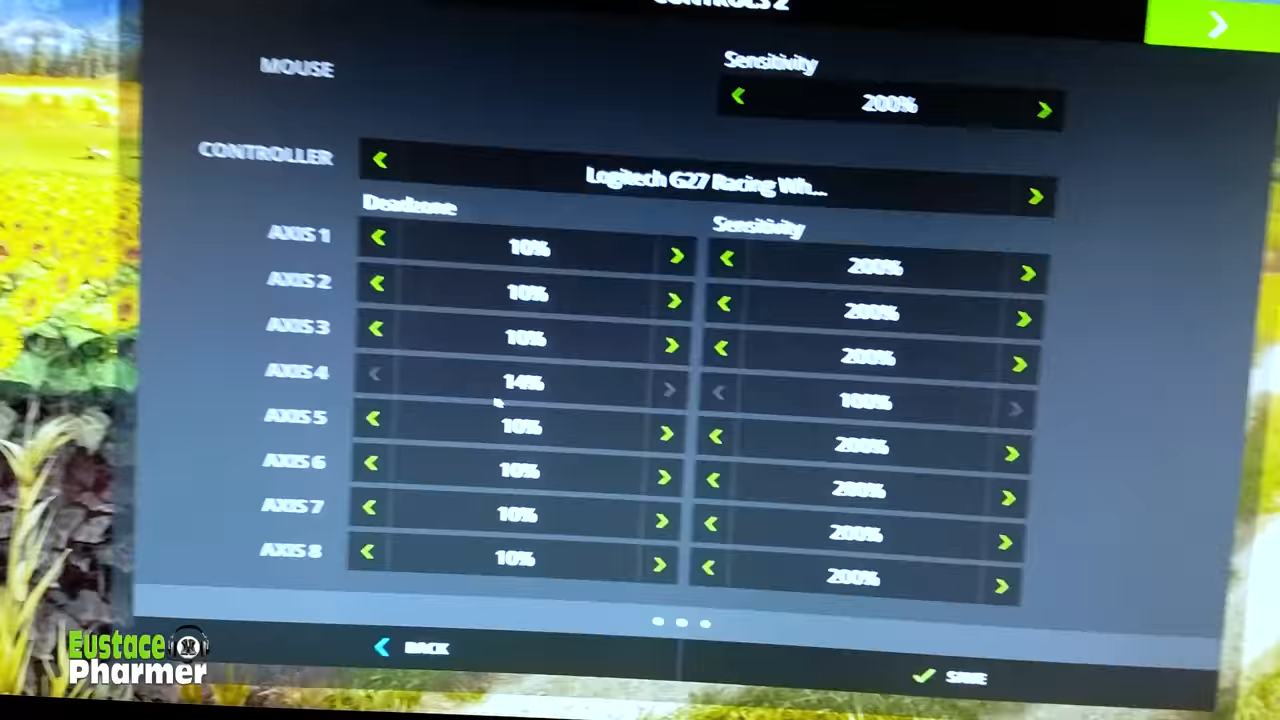 CONTROLS 2
MOUSE
Sensitivity
200%
CONTROLLER
Logitech G27 Racing Wh...
Deadzone
Sensitivity
AXIS 1 10% 200%
AXIS 2 10% 200%
AXIS 3 10% 200%
AXIS 4 14% 100%
AXIS 5 10% 200%
AXIS 6 10% 200%
AXIS 7 10% 200%
AXIS 8 10% 200%
BACK
SAVE
Eustace
Pharmer